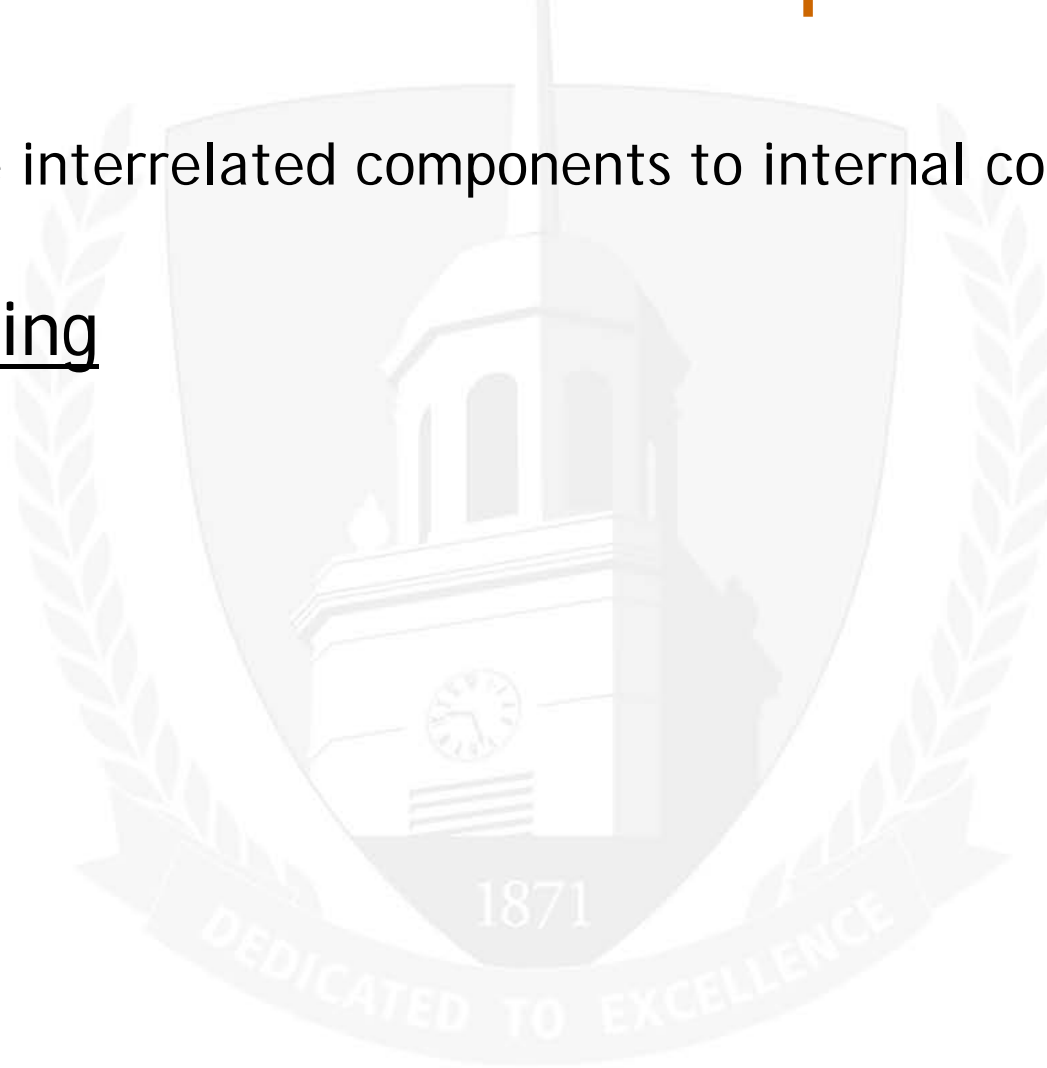 interrelated components to internal co
ing
1871
DEDICATED TO EXCELLENCE